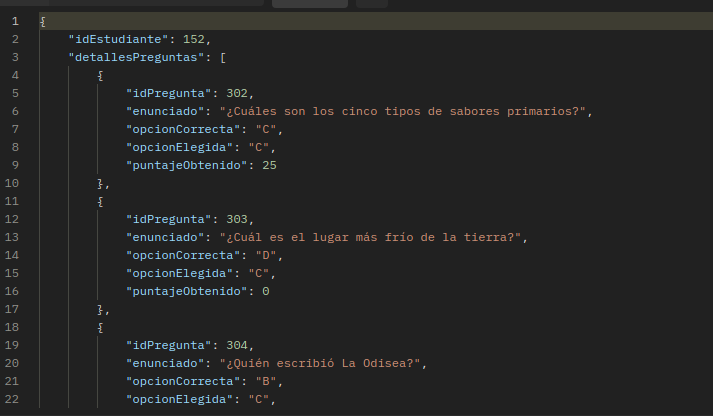 1 {
2 "idEstudiante": 152,
3 "detallesPreguntas": [
4 {
5 "idPregunta": 302,
6 "enunciado": "¿Cuáles son los cinco tipos de sabores primarios?",
7 "opcionCorrecta": "C",
8 "opcionElegida": "C",
9 "puntajeObtenido": 25
10 },
11 {
12 "idPregunta": 303,
13 "enunciado": "¿Cuál es el lugar más frío de la tierra?",
14 "opcionCorrecta": "D",
15 "opcionElegida": "C",
16 "puntajeObtenido": 0
17 },
18 {
19 "idPregunta": 304,
20 "enunciado": "¿Quién escribió La Odisea?",
21 "opcionCorrecta": "B",
22 "opcionElegida": "C",